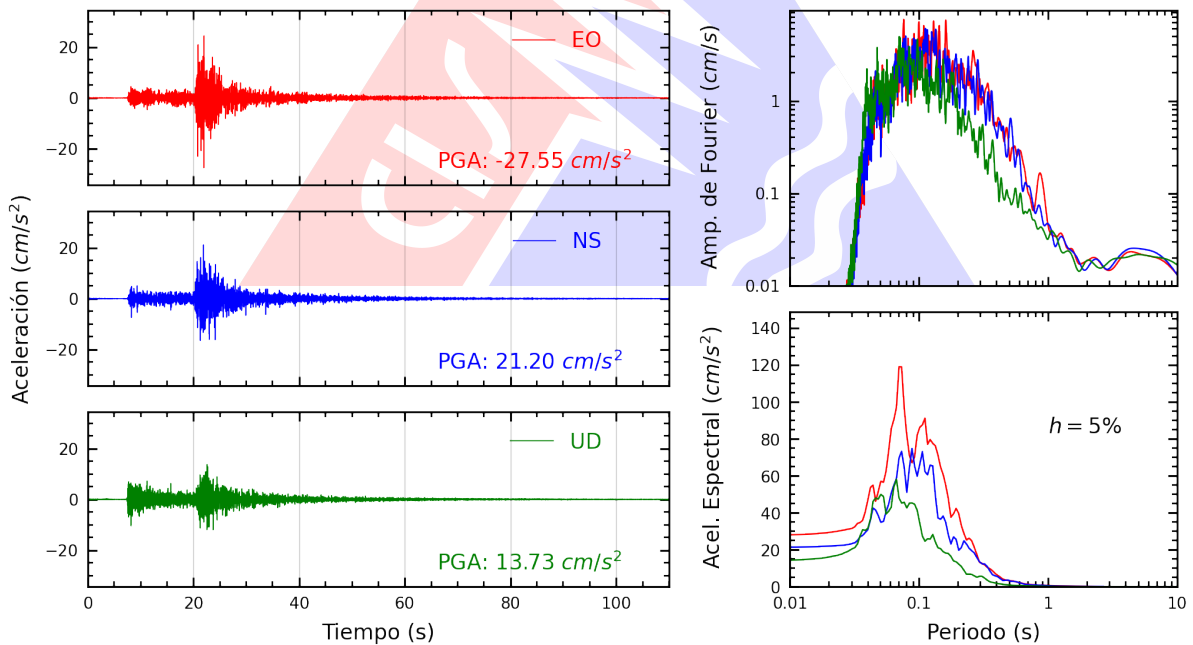 Aceleración (cm/s²)
20
0
−20
EO
PGA: -27.55 cm/s²
20
0
−20
NS
PGA: 21.20 cm/s²
20
0
−20
UD
PGA: 13.73 cm/s²
0 20 40 60 80 100
Tiempo (s)
Amp. de Fourier (cm/s)
1
0.1
0.01
Acel. Espectral (cm/s²)
140
120
100
80
60
40
20
0
h = 5%
0.01 0.1 1 10
Periodo (s)